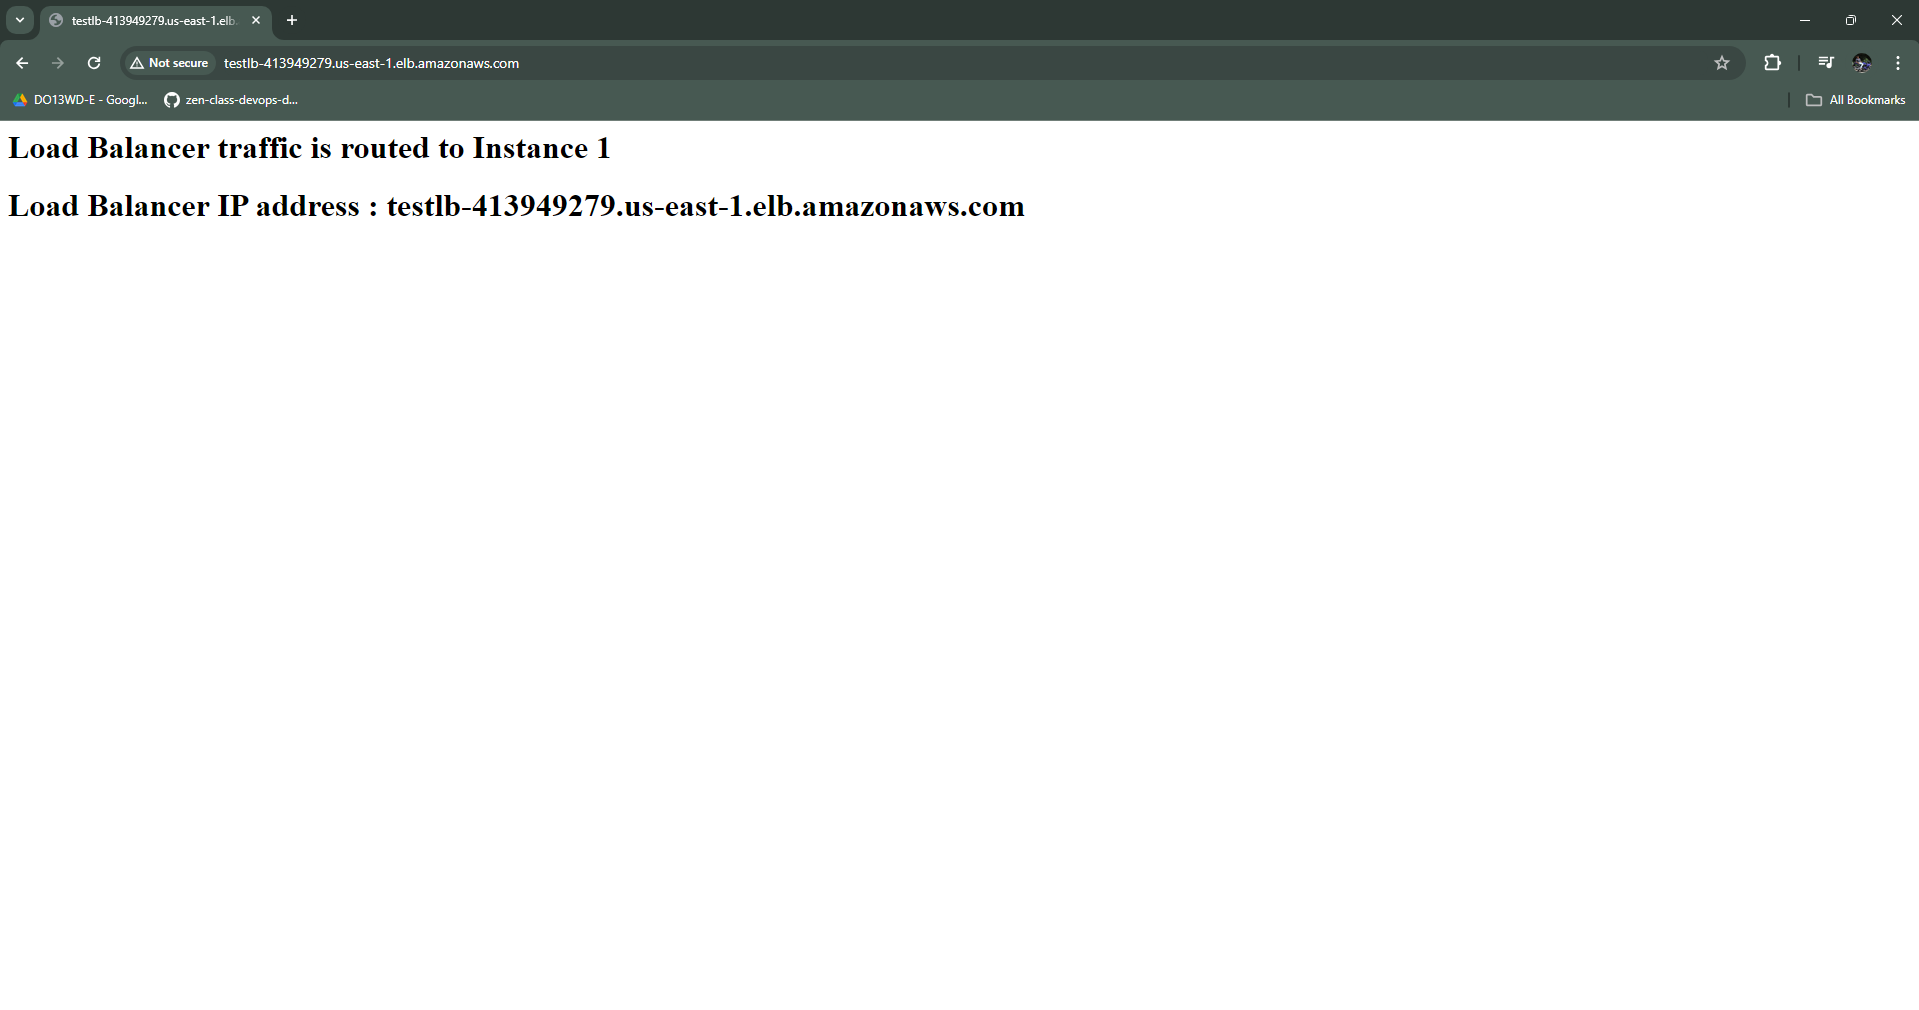 testlb-413949279.us-east-1.elb.
Not secure
testlb-413949279.us-east-1.elb.amazonaws.com
DO13WD-E - Googl...
zen-class-devops-d...
All Bookmarks
Load Balancer traffic is routed to Instance 1
Load Balancer IP address : testlb-413949279.us-east-1.elb.amazonaws.com